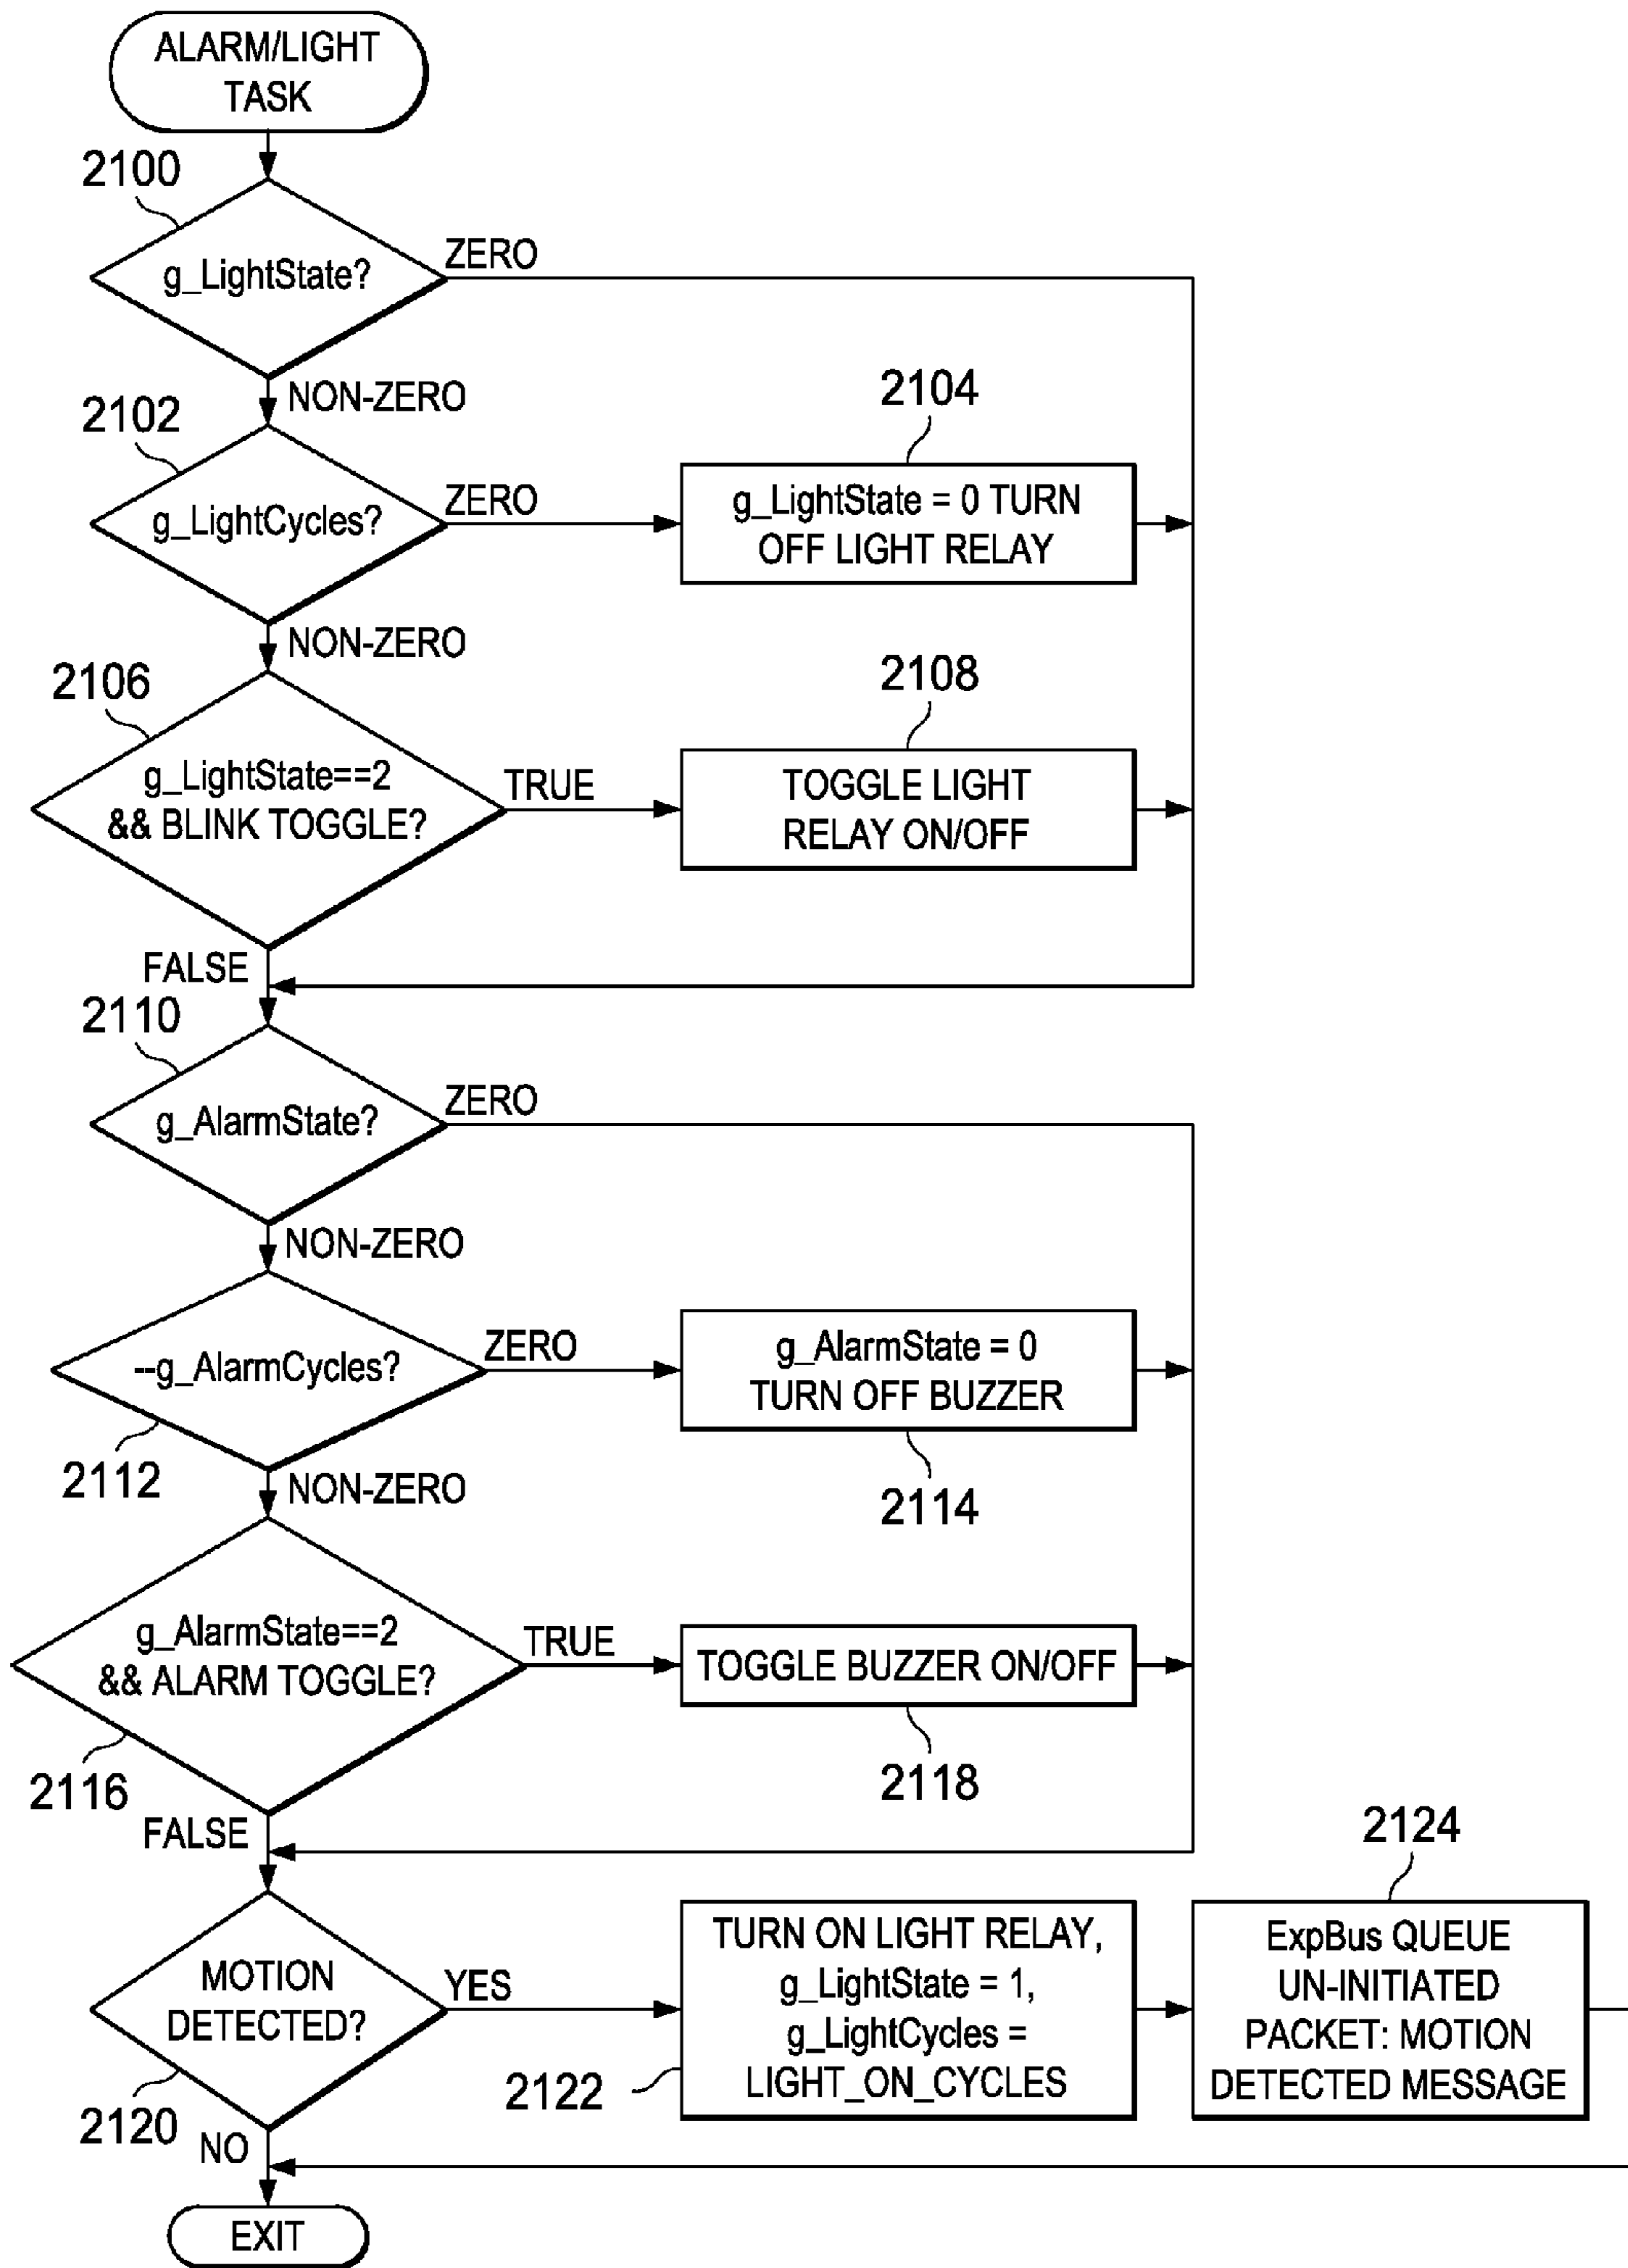 ALARM/LIGHT
TASK
2100
g_LightState?
ZERO
NON-ZERO
2102
g_LightCycles?
ZERO
2104
g_LightState = 0 TURN
OFF LIGHT RELAY
NON-ZERO
2106
g_LightState==2
&& BLINK TOGGLE?
TRUE
2108
TOGGLE LIGHT
RELAY ON/OFF
FALSE
2110
g_AlarmState?
ZERO
NON-ZERO
--g_AlarmCycles?
2112
ZERO
g_AlarmState = 0
TURN OFF BUZZER
2114
NON-ZERO
g_AlarmState==2
&& ALARM TOGGLE?
2116
TRUE
TOGGLE BUZZER ON/OFF
2118
FALSE
MOTION
DETECTED?
2120
YES
TURN ON LIGHT RELAY,
g_LightState = 1,
g_LightCycles =
LIGHT_ON_CYCLES
2122
2124
ExpBus QUEUE
UN-INITIATED
PACKET: MOTION
DETECTED MESSAGE
NO
EXIT